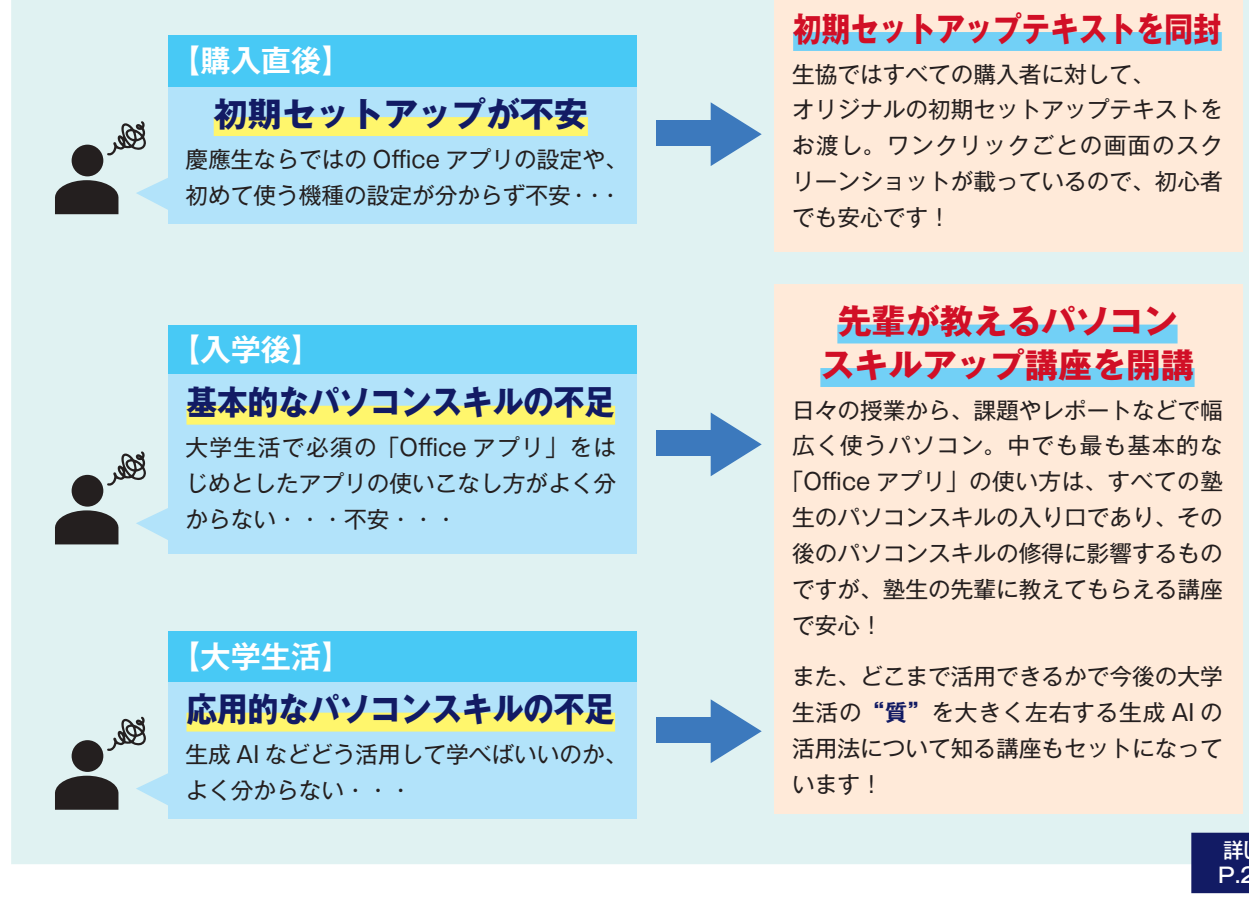 【購入直後】
初期セットアップが不安
慶應生ならではの Office アプリの設定や、
初めて使う機種の設定が分からず不安・・・
初期セットアップテキストを同封
生協ではすべての購入者に対して、
オリジナルの初期セットアップテキストを
お渡し。ワンクリックごとの画面のスク
リーンショットが載っているので、初心者
でも安心です！
【入学後】
基本的なパソコンスキルの不足
大学生活で必須の「Office アプリ」をは
じめとしたアプリの使いこなし方がよく分
からない・・・不安・・・
【大学生活】
応用的なパソコンスキルの不足
生成 AI などどう活用して学べばいいのか、
よく分からない・・・
先輩が教えるパソコン
スキルアップ講座を開講
日々の授業から、課題やレポートなどで幅
広く使うパソコン。中でも最も基本的な
「Office アプリ」の使い方は、すべての塾
生のパソコンスキルの入り口であり、その
後のパソコンスキルの修得に影響するもの
ですが、塾生の先輩に教えてもらえる講座
で安心！
また、どこまで活用できるかで今後の大学
生活の“質”を大きく左右する生成 AI の
活用法について知る講座もセットになって
います！
詳し
P.2